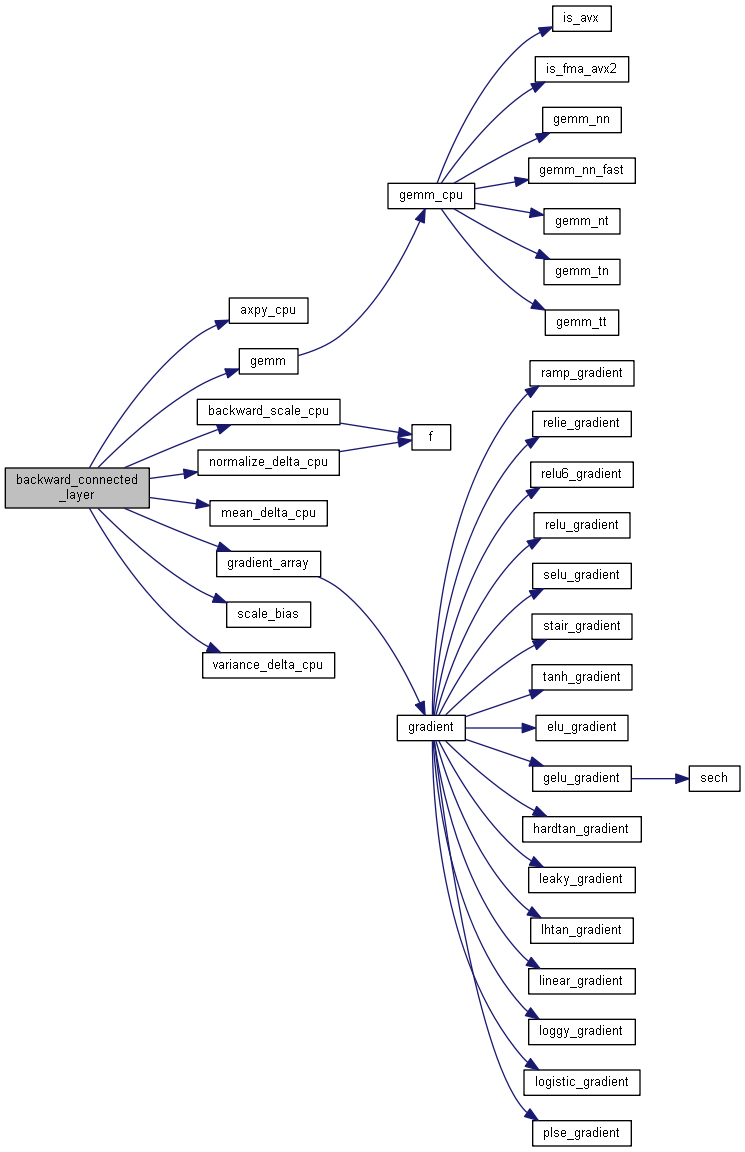 is_avx
is_fma_avx2
gemm_nn
gemm_nn_fast
gemm_cpu
gemm_nt
gemm_tn
axpy_cpu
gemm_tt
gemm
ramp_gradient
backward_scale_cpu
relie_gradient
f
normalize_delta_cpu
relu6_gradient
backward_connected
_layer
mean_delta_cpu
relu_gradient
gradient_array
selu_gradient
scale_bias
stair_gradient
variance_delta_cpu
tanh_gradient
gradient
elu_gradient
gelu_gradient
sech
hardtan_gradient
leaky_gradient
lhtan_gradient
linear_gradient
loggy_gradient
logistic_gradient
plse_gradient